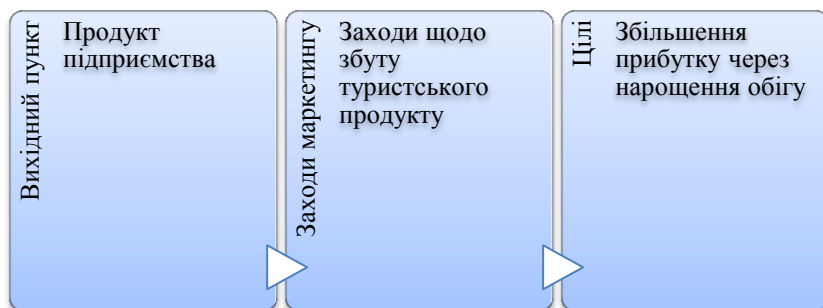 Вихідний пункт
Продукт
підприємства
Заходи маркетингу
Заходи щодо
збуту
туристського
продукту
Цілі
Збільшення
прибутку через
нарощення обігу